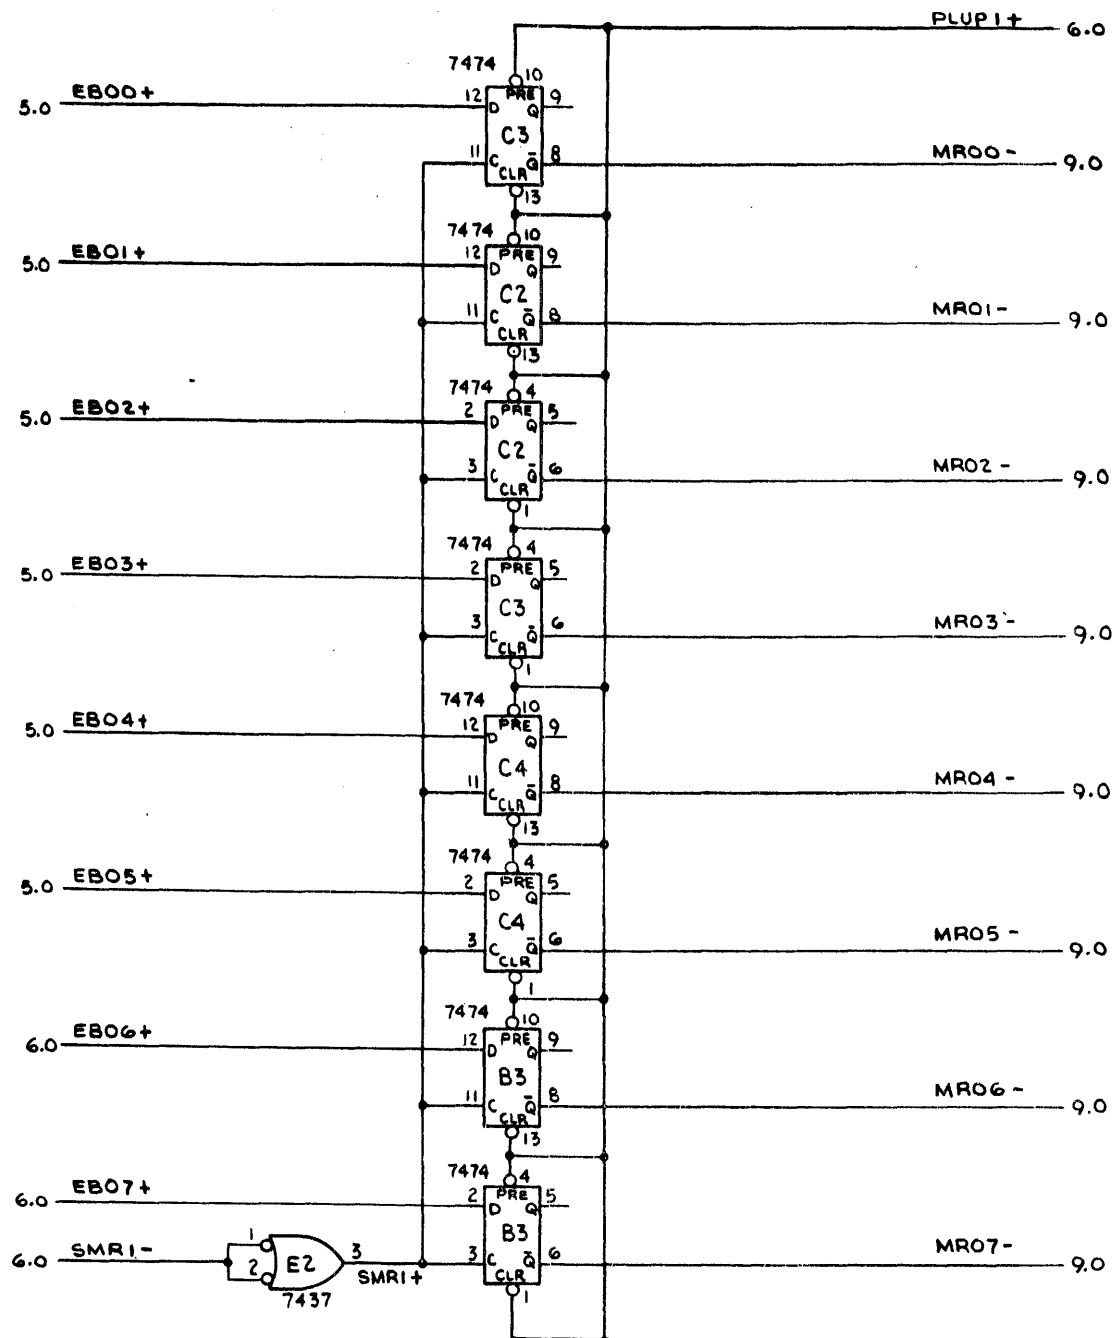 PLUP1+ 6.0
7474 10
5.0 EB00+ 12 D PRE Q 9
C3
11 C Q̅ 8 MR00- 9.0
CLR
13
7474 10
5.0 EB01+ 12 D PRE Q 9
C2
11 C Q̅ 8 MR01- 9.0
CLR
13
7474 4
5.0 EB02+ 2 D PRE Q 5
C2
3 C Q̅ 6 MR02- 9.0
CLR
1
7474 4
5.0 EB03+ 2 D PRE Q 5
C3
3 C Q̅ 6 MR03- 9.0
CLR
1
7474 10
5.0 EB04+ 12 D PRE Q 9
C4
11 C Q̅ 8 MR04- 9.0
CLR
13
7474 4
5.0 EB05+ 2 D PRE Q 5
C4
3 C Q̅ 6 MR05- 9.0
CLR
1
7474 10
6.0 EB06+ 12 D PRE Q 9
B3
11 C Q̅ 8 MR06- 9.0
CLR
13
7474 4
6.0 EB07+ 2 D PRE Q 5
B3
6.0 SMR1- 1 2 E2 3 SMR1+ 3 C Q̅ 6 MR07- 9.0
7437 CLR
1